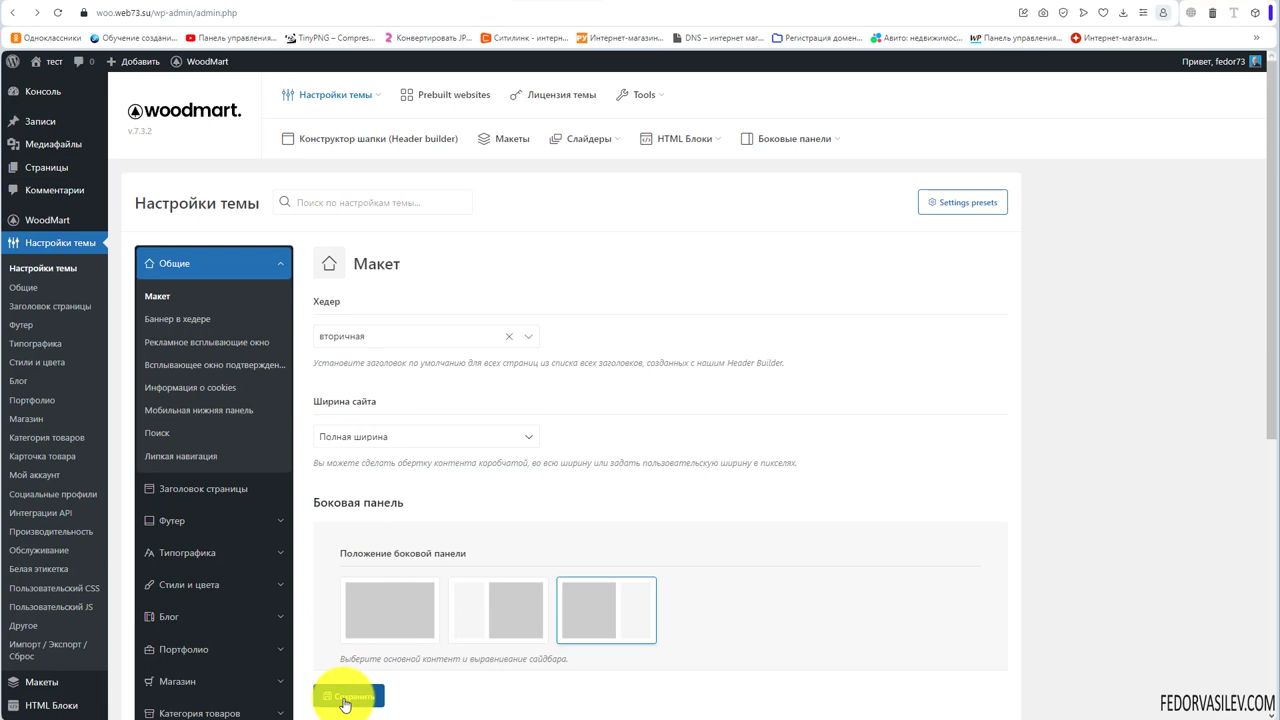 woo.web73.su/wp-admin/admin.php
Одноклассники
Обучение создани...
Панель управления...
TinyPNG – Compres...
Конвертировать JP...
Ситилинк - интерн...
Интернет-магазин...
DNS – интернет маг...
Регистрация домен...
Авито: недвижимос...
Панель управления...
Интернет-магазин...
тест
0
Добавить
WoodMart
Привет, fedor73
Консоль
Записи
Медиафайлы
Страницы
Комментарии
WoodMart
Настройки темы
Настройки темы
Общие
Заголовок страницы
Футер
Типографика
Стили и цвета
Блог
Портфолио
Магазин
Категория товаров
Карточка товара
Мой аккаунт
Социальные профили
Интеграции API
Производительность
Обслуживание
Белая этикетка
Пользовательский CSS
Пользовательский JS
Другое
Импорт / Экспорт /
Сброс
Макеты
HTML Блоки
woodmart.
v.7.3.2
Настройки темы
Prebuilt websites
Лицензия темы
Tools
Конструктор шапки (Header builder)
Макеты
Слайдеры
HTML Блоки
Боковые панели
Настройки темы
Поиск по настройкам темы...
Settings presets
Общие
Макет
Баннер в хедере
Рекламное всплывающие окно
Всплывающее окно подтвержден...
Информация о cookies
Мобильная нижняя панель
Поиск
Липкая навигация
Заголовок страницы
Футер
Типографика
Стили и цвета
Блог
Портфолио
Магазин
Категория товаров
Макет
Хедер
вторичная
Установите заголовок по умолчанию для всех страниц из списка всех заголовков, созданных с нашим Header Builder.
Ширина сайта
Полная ширина
Вы можете сделать обертку контента коробчатой, во всю ширину или задать пользовательскую ширину в пикселях.
Боковая панель
Положение боковой панели
Выберите основной контент и выравнивание сайдбара.
Сохранить
FEDORVASILEV.COM